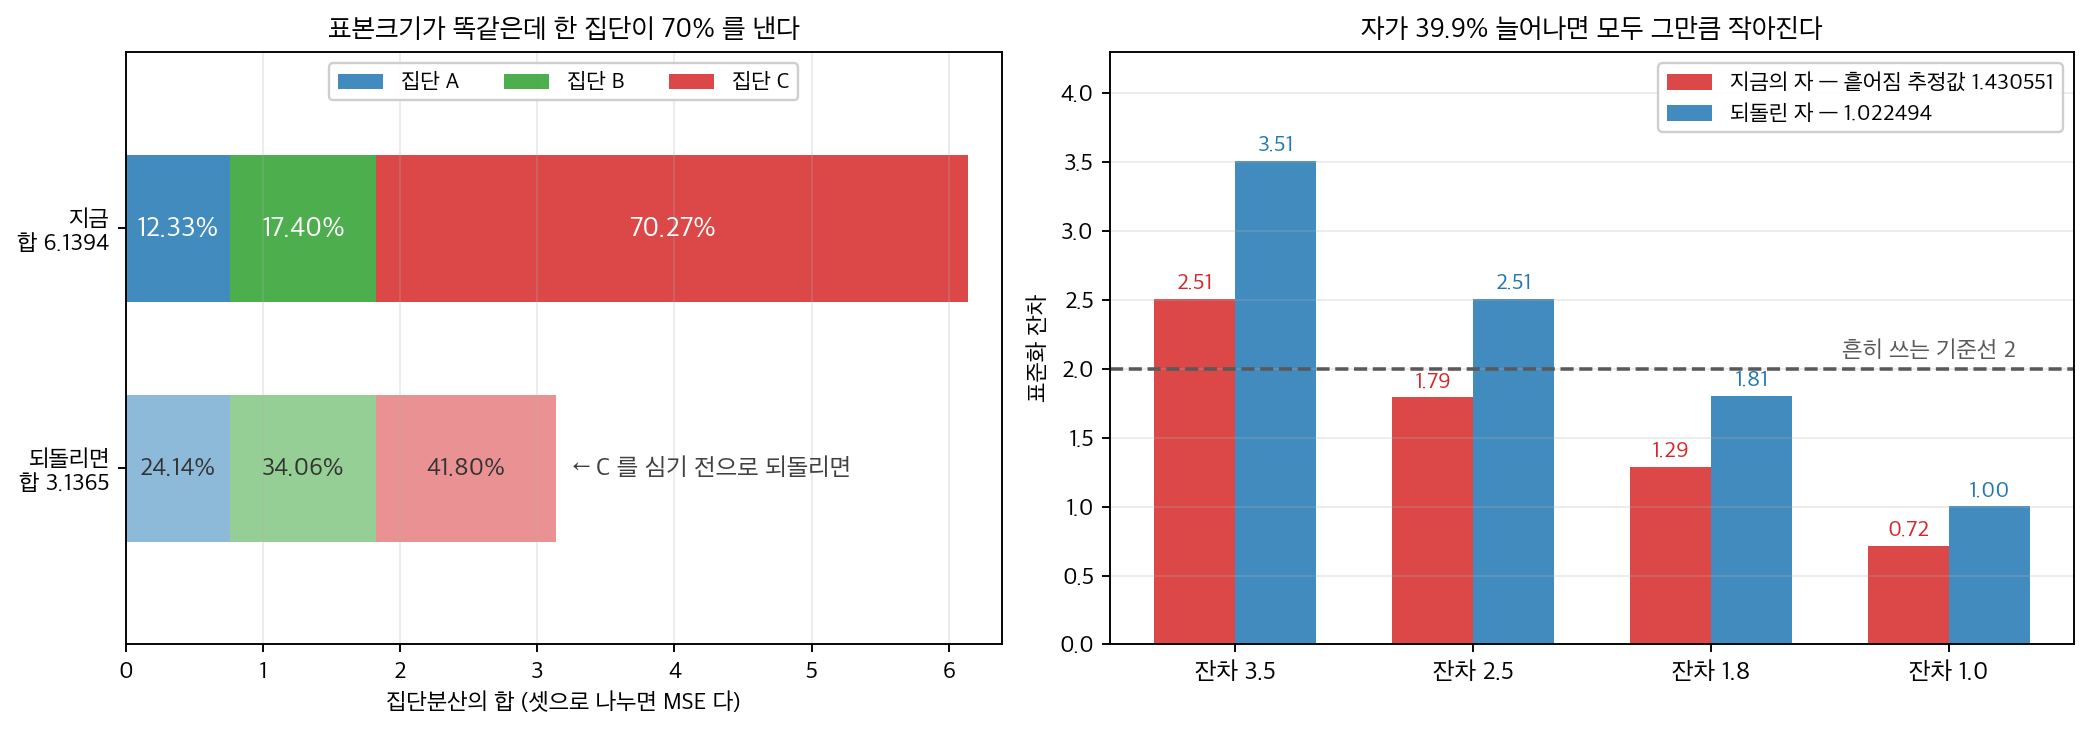 표본크기가 똑같은데 한 집단이 70% 를 낸다
집단 A
집단 B
집단 C
지금
합 6.1394
12.33%
17.40%
70.27%
되돌리면
합 3.1365
24.14%
34.06%
41.80%
← C 를 심기 전으로 되돌리면
0
1
2
3
4
5
6
집단분산의 합 (셋으로 나누면 MSE 다)
자가 39.9% 늘어나면 모두 그만큼 작아진다
지금의 자 — 흩어짐 추정값 1.430551
되돌린 자 — 1.022494
표준화 잔차
4.0
3.5
3.0
2.5
2.0
1.5
1.0
0.5
0.0
2.51
3.51
1.79
2.51
1.29
1.81
0.72
1.00
흔히 쓰는 기준선 2
잔차 3.5
잔차 2.5
잔차 1.8
잔차 1.0